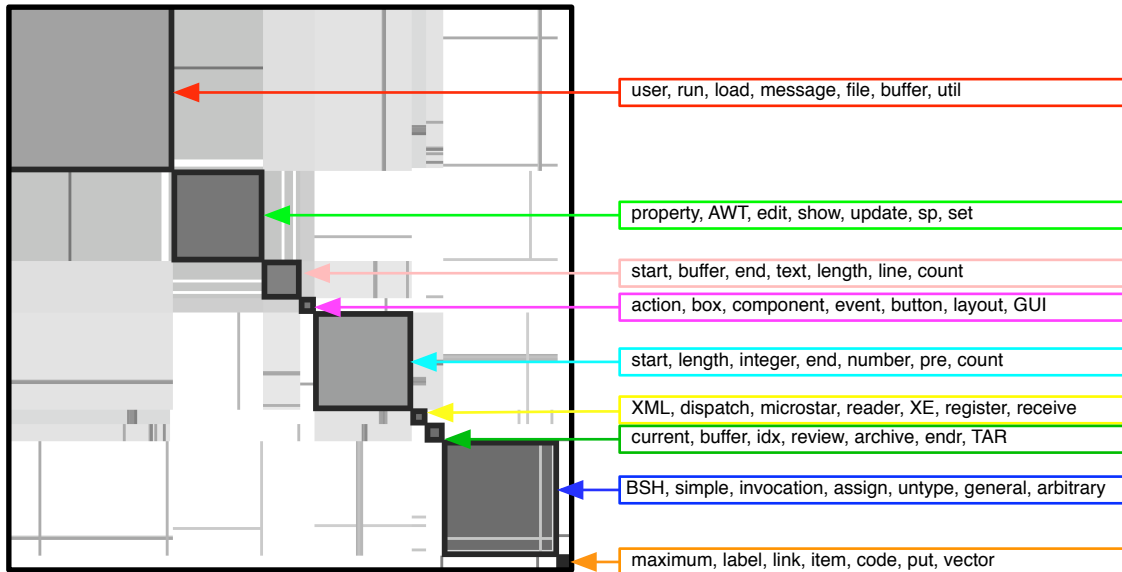 user, run, load, message, file, buffer, util
property, AWT, edit, show, update, sp, set
start, buffer, end, text, length, line, count
action, box, component, event, button, layout, GUI
start, length, integer, end, number, pre, count
XML, dispatch, microstar, reader, XE, register, receive
current, buffer, idx, review, archive, endr, TAR
BSH, simple, invocation, assign, untype, general, arbitrary
maximum, label, link, item, code, put, vector